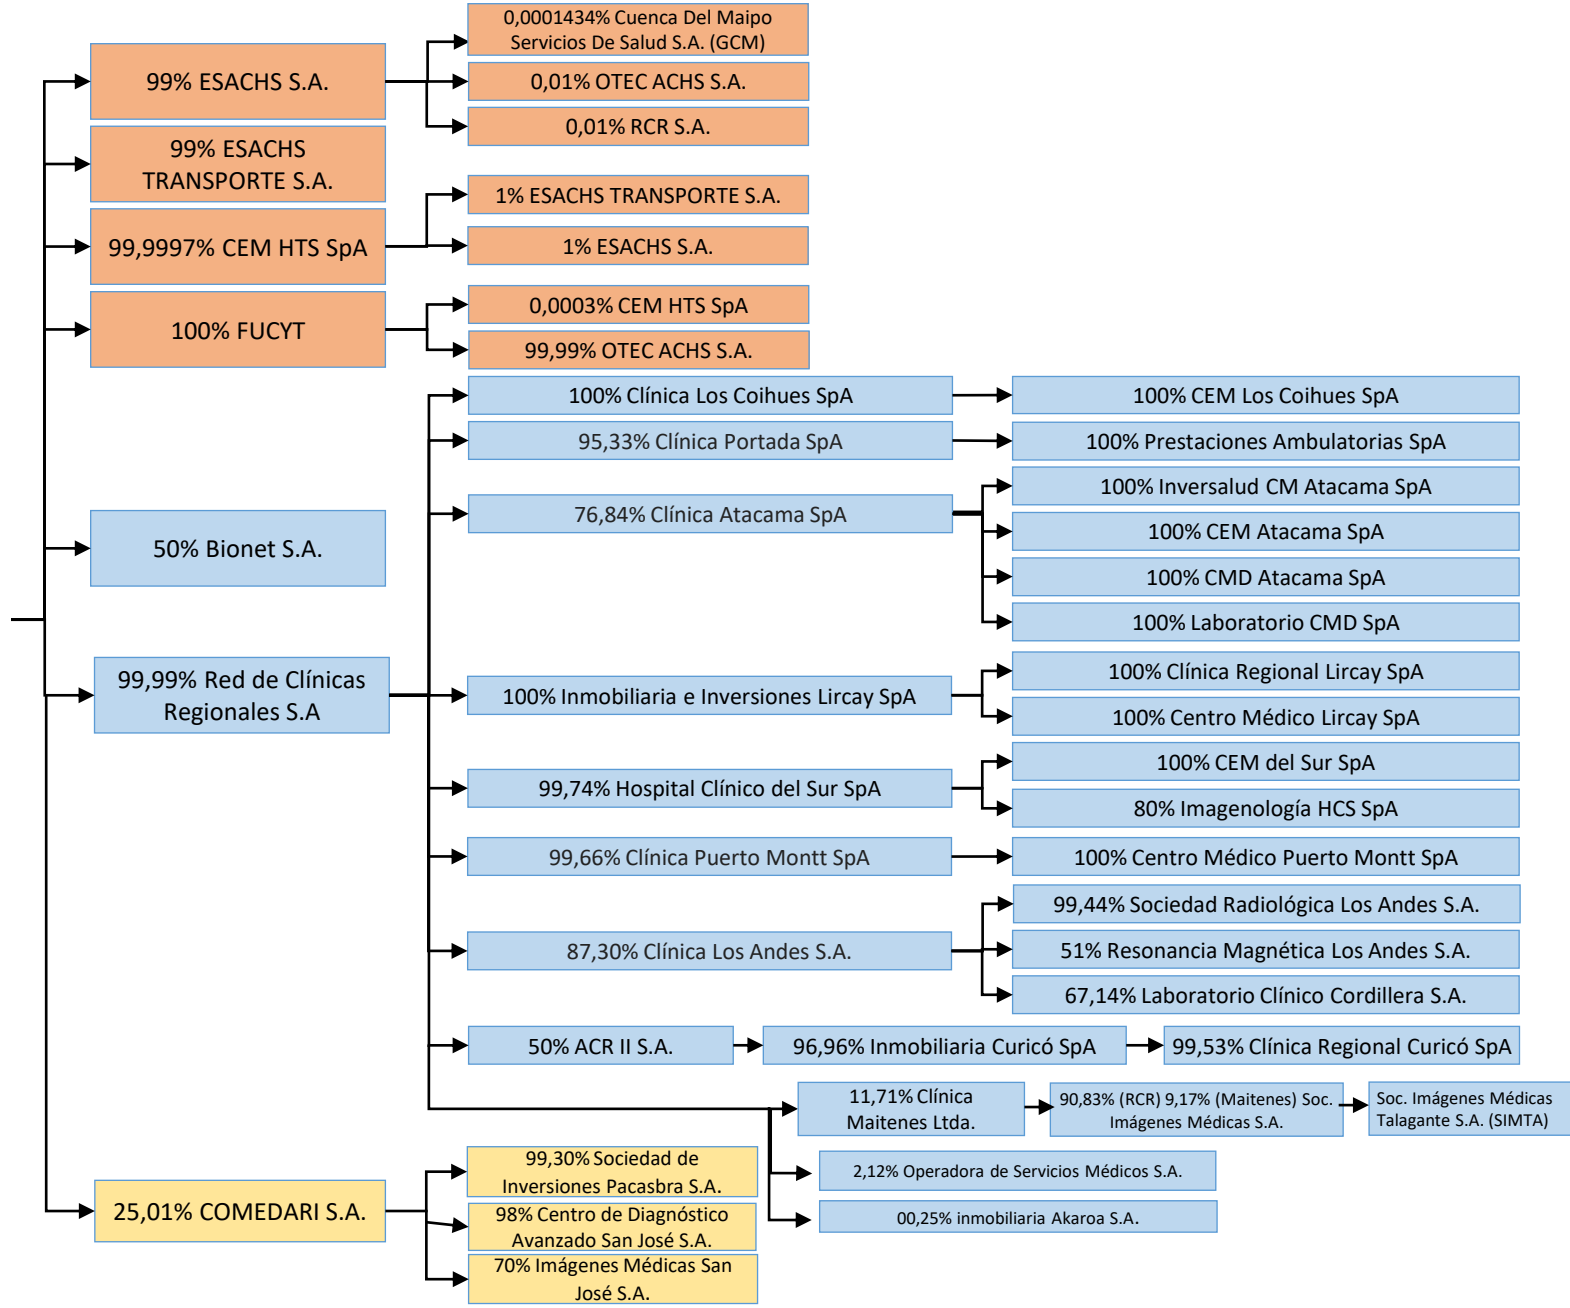 99% ESACHS S.A.
0,0001434% Cuenca Del Maipo
Servicios De Salud S.A. (GCM)
0,01% OTEC ACHS S.A.
0,01% RCR S.A.
99% ESACHS
TRANSPORTE S.A.
99,9997% CEM HTS SpA
1% ESACHS TRANSPORTE S.A.
1% ESACHS S.A.
100% FUCYT
0,0003% CEM HTS SpA
99,99% OTEC ACHS S.A.
50% Bionet S.A.
99,99% Red de Clínicas
Regionales S.A
100% Clínica Los Coihues SpA
100% CEM Los Coihues SpA
95,33% Clínica Portada SpA
100% Prestaciones Ambulatorias SpA
76,84% Clínica Atacama SpA
100% Inversalud CM Atacama SpA
100% CEM Atacama SpA
100% CMD Atacama SpA
100% Laboratorio CMD SpA
100% Inmobiliaria e Inversiones Lircay SpA
100% Clínica Regional Lircay SpA
100% Centro Médico Lircay SpA
99,74% Hospital Clínico del Sur SpA
100% CEM del Sur SpA
80% Imagenología HCS SpA
99,66% Clínica Puerto Montt SpA
100% Centro Médico Puerto Montt SpA
87,30% Clínica Los Andes S.A.
99,44% Sociedad Radiológica Los Andes S.A.
51% Resonancia Magnética Los Andes S.A.
67,14% Laboratorio Clínico Cordillera S.A.
50% ACR II S.A.
96,96% Inmobiliaria Curicó SpA
99,53% Clínica Regional Curicó SpA
11,71% Clínica
Maitenes Ltda.
90,83% (RCR) 9,17% (Maitenes) Soc.
Imágenes Médicas S.A.
Soc. Imágenes Médicas
Talagante S.A. (SIMTA)
2,12% Operadora de Servicios Médicos S.A.
00,25% inmobiliaria Akaroa S.A.
25,01% COMEDARI S.A.
99,30% Sociedad de
Inversiones Pacasbra S.A.
98% Centro de Diagnóstico
Avanzado San José S.A.
70% Imágenes Médicas San
José S.A.